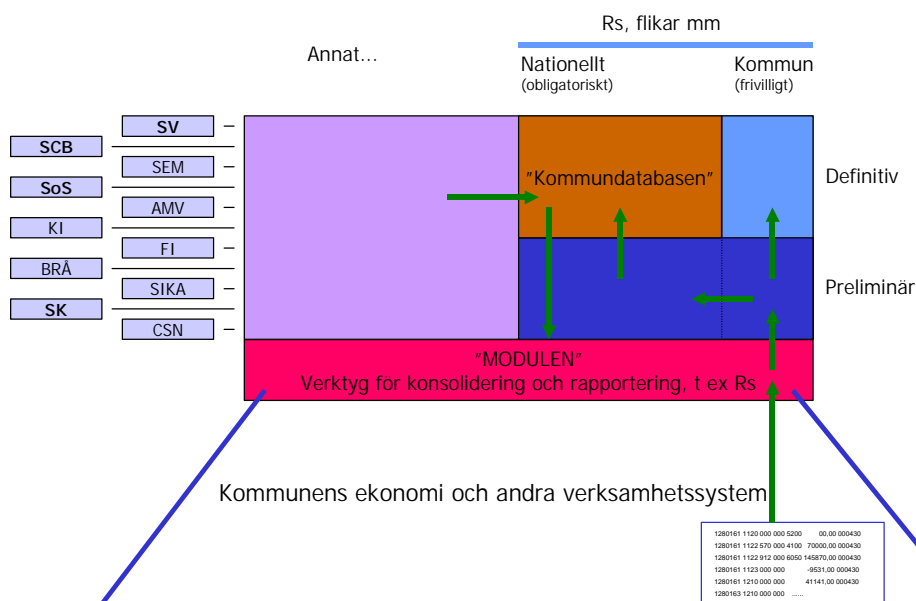 Rs, flikar mm
Annat...
Nationellt
(obligatoriskt)
Kommun
(frivilligt)
SV
SCB
SEM
SoS
AMV
KI
FI
BRÅ
SIKA
SK
CSN
"Kommundatabasen"
Definitiv
Preliminär
"MODULEN"
Verktyg för konsolidering och rapportering, t ex Rs
Kommunens ekonomi och andra verksamhetssystem
1280161 1120 000 000 5200 00,00 000430
1280161 1122 570 000 4100 70000,00 000430
1280161 1122 912 000 6050 145870,00 000430
1280161 1123 000 000 -9531,00 000430
1280161 1210 000 000 41141,00 000430
1280163 1210 000 000 ......